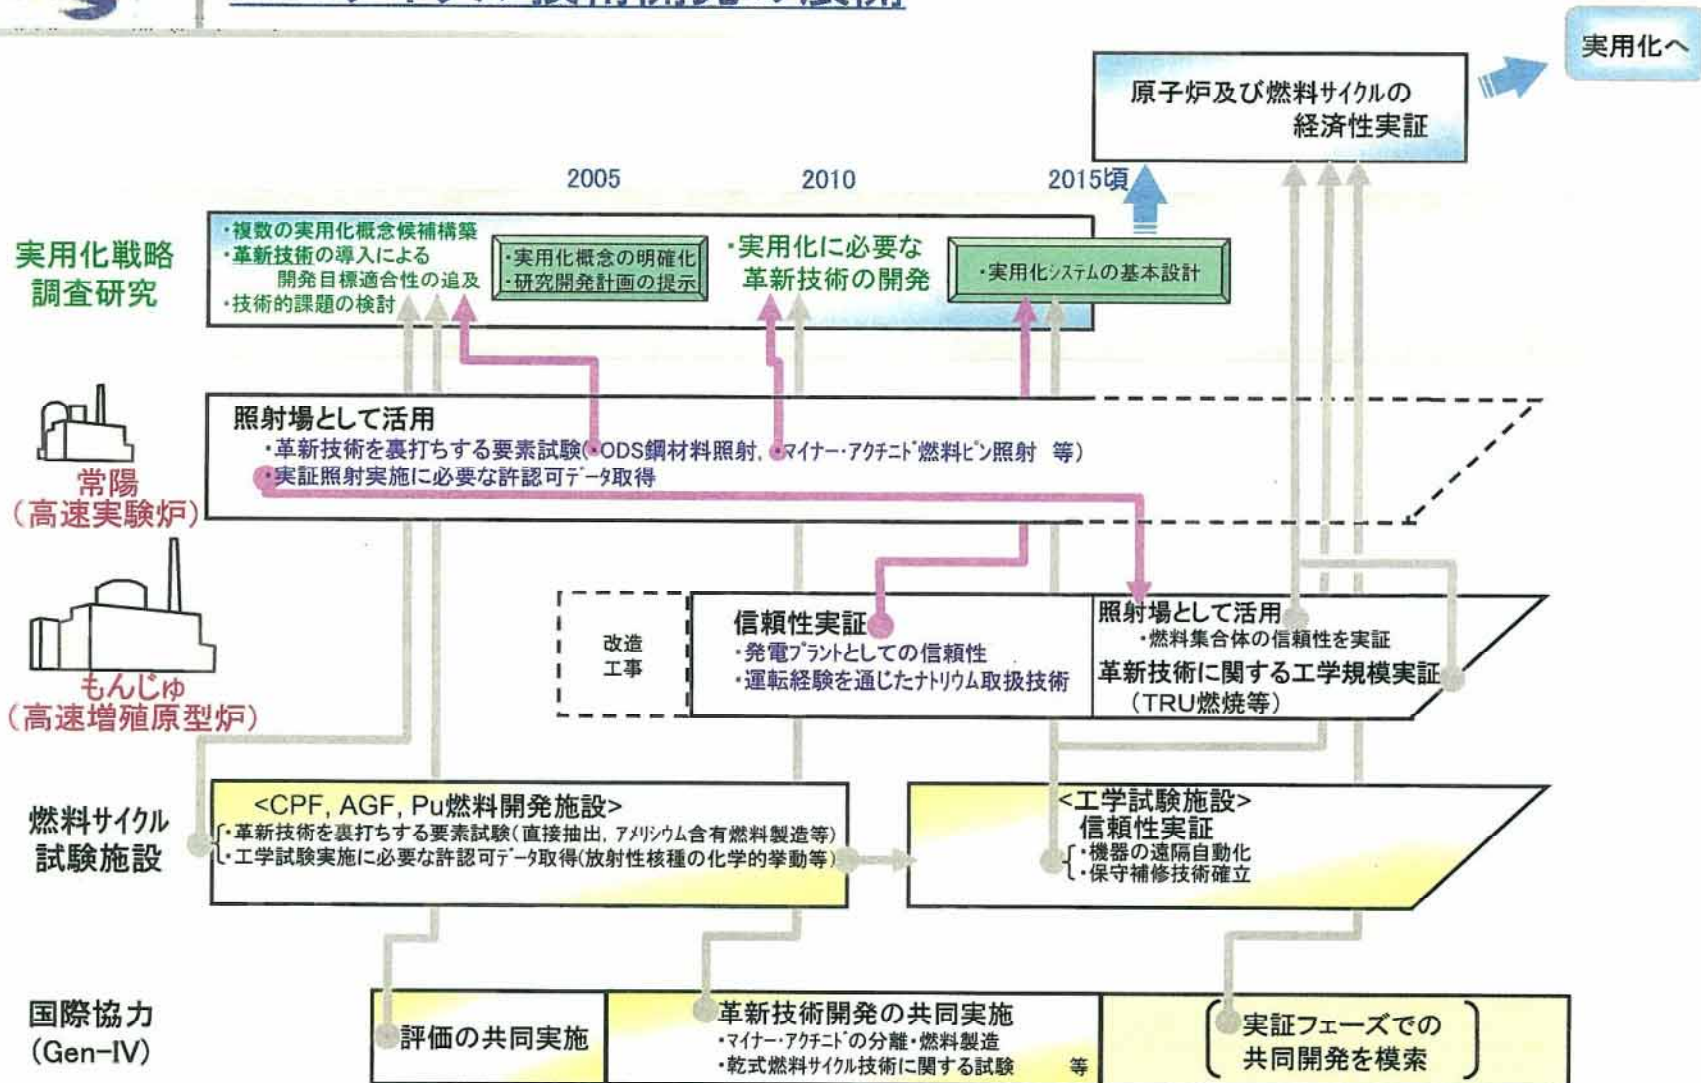 実用化へ
原子炉及び燃料サイクルの
経済性実証
2005
2010
2015頃
実用化戦略
調査研究
・複数の実用化概念候補構築
・革新技術の導入による
開発目標適合性の追及
・技術的課題の検討
・実用化概念の明確化
・研究開発計画の提示
・実用化に必要な
革新技術の開発
・実用化システムの基本設計
常陽
(高速実験炉)
照射場として活用
・革新技術を裏打ちする要素試験(・ODS鋼材料照射, ・マイナー・アクチニド燃料ピン照射 等)
・実証照射実施に必要な許認可データ取得
もんじゅ
(高速増殖原型炉)
改造
工事
信頼性実証
・発電プラントとしての信頼性
・運転経験を通じたナトリウム取扱技術
照射場として活用
・燃料集合体の信頼性を実証
革新技術に関する工学規模実証
(TRU燃焼等)
燃料サイクル
試験施設
<CPF, AGF, Pu燃料開発施設>
・革新技術を裏打ちする要素試験(直接抽出, アメリシウム含有燃料製造等)
・工学試験実施に必要な許認可データ取得(放射性核種の化学的挙動等)
<工学試験施設>
信頼性実証
・機器の遠隔自動化
・保守補修技術確立
国際協力
(Gen-IV)
評価の共同実施
革新技術開発の共同実施
・マイナー・アクチニドの分離・燃料製造
・乾式燃料サイクル技術に関する試験 等
実証フェーズでの
共同開発を模索